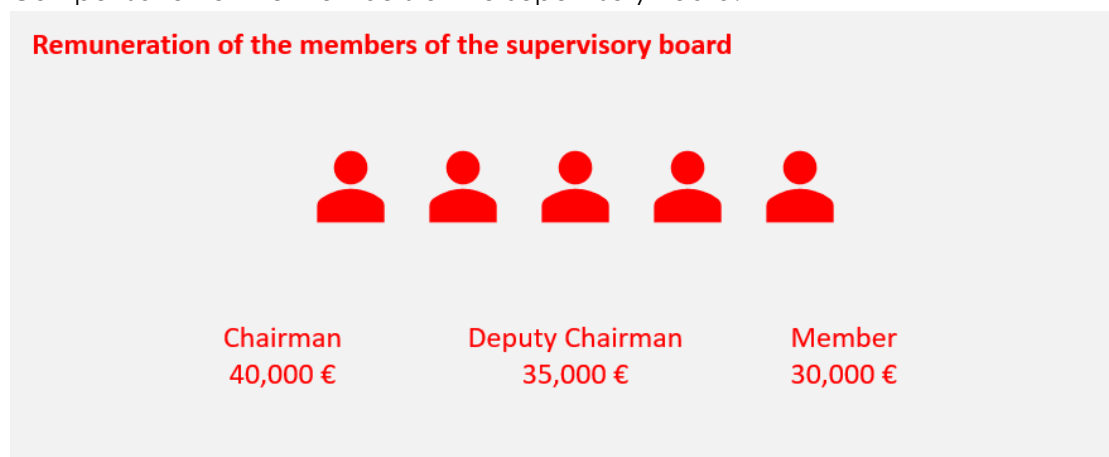 Remuneration of the members of the supervisory board
Chairman Deputy Chairman Member
40,000 € 35,000 € 30,000 €